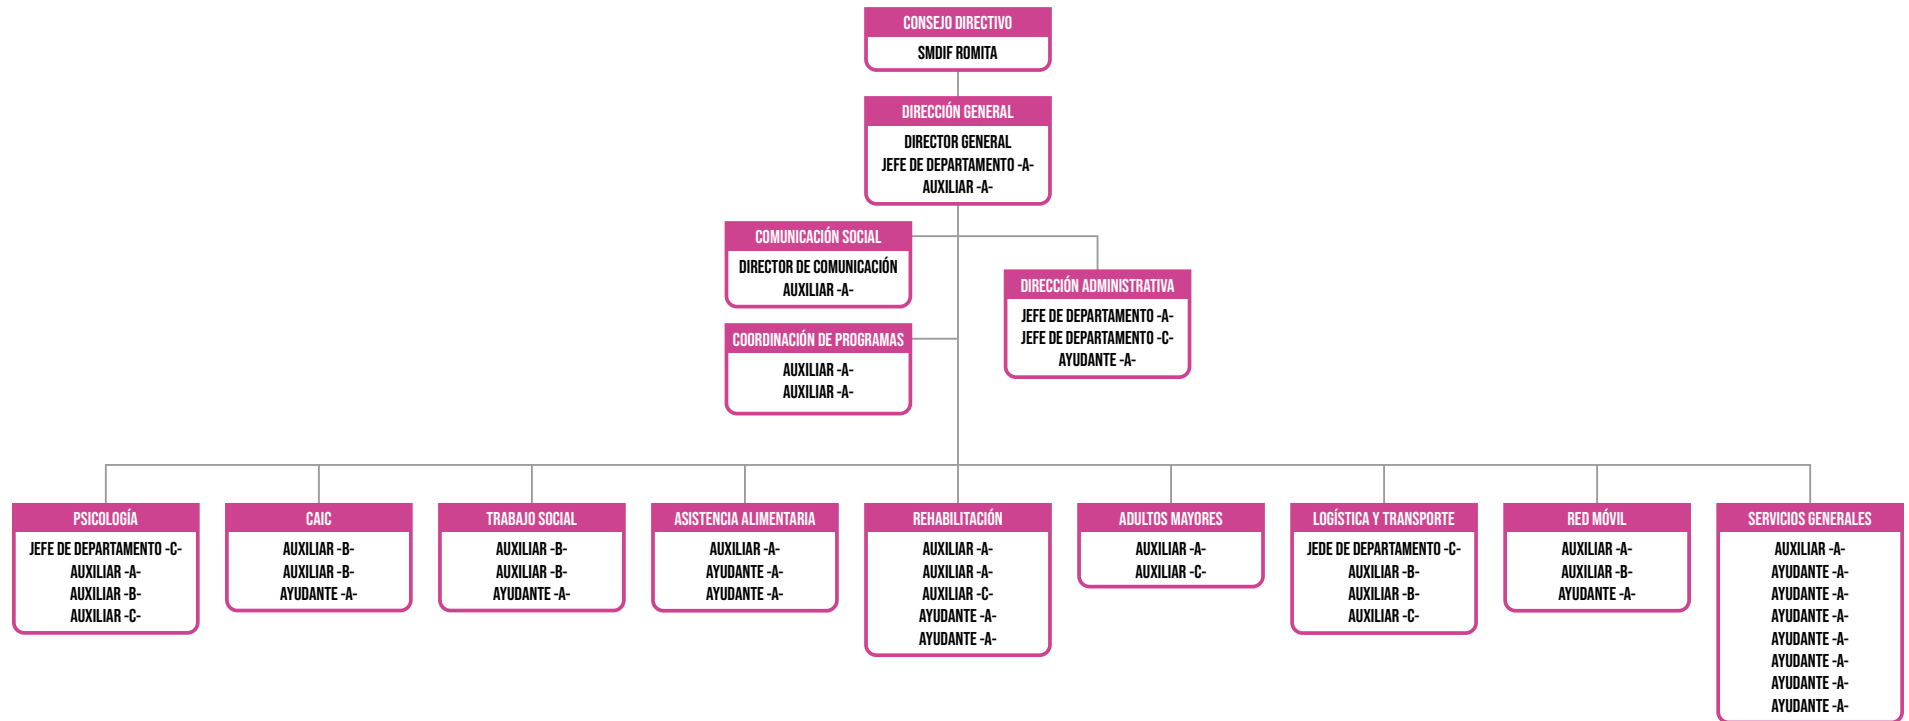 CONSEJO DIRECTIVO
SMDIF ROMITA
DIRECCIÓN GENERAL
DIRECTOR GENERAL
JEFE DE DEPARTAMENTO -A-
AUXILIAR -A-
COMUNICACIÓN SOCIAL
DIRECTOR DE COMUNICACIÓN
AUXILIAR -A-
DIRECCIÓN ADMINISTRATIVA
JEFE DE DEPARTAMENTO -A-
JEFE DE DEPARTAMENTO -C-
AYUDANTE -A-
COORDINACIÓN DE PROGRAMAS
AUXILIAR -A-
AUXILIAR -A-
PSICOLOGÍA
JEFE DE DEPARTAMENTO -C-
AUXILIAR -A-
AUXILIAR -B-
AUXILIAR -C-
CAIC
AUXILIAR -B-
AUXILIAR -B-
AYUDANTE -A-
TRABAJO SOCIAL
AUXILIAR -B-
AUXILIAR -B-
AYUDANTE -A-
ASISTENCIA ALIMENTARIA
AUXILIAR -A-
AYUDANTE -A-
AYUDANTE -A-
REHABILITACIÓN
AUXILIAR -A-
AUXILIAR -A-
AUXILIAR -C-
AYUDANTE -A-
AYUDANTE -A-
ADULTOS MAYORES
AUXILIAR -A-
AUXILIAR -C-
LOGÍSTICA Y TRANSPORTE
JEDE DE DEPARTAMENTO -C-
AUXILIAR -B-
AUXILIAR -B-
AUXILIAR -C-
RED MÓVIL
AUXILIAR -A-
AUXILIAR -B-
AYUDANTE -A-
SERVICIOS GENERALES
AUXILIAR -A-
AYUDANTE -A-
AYUDANTE -A-
AYUDANTE -A-
AYUDANTE -A-
AYUDANTE -A-
AYUDANTE -A-
AYUDANTE -A-